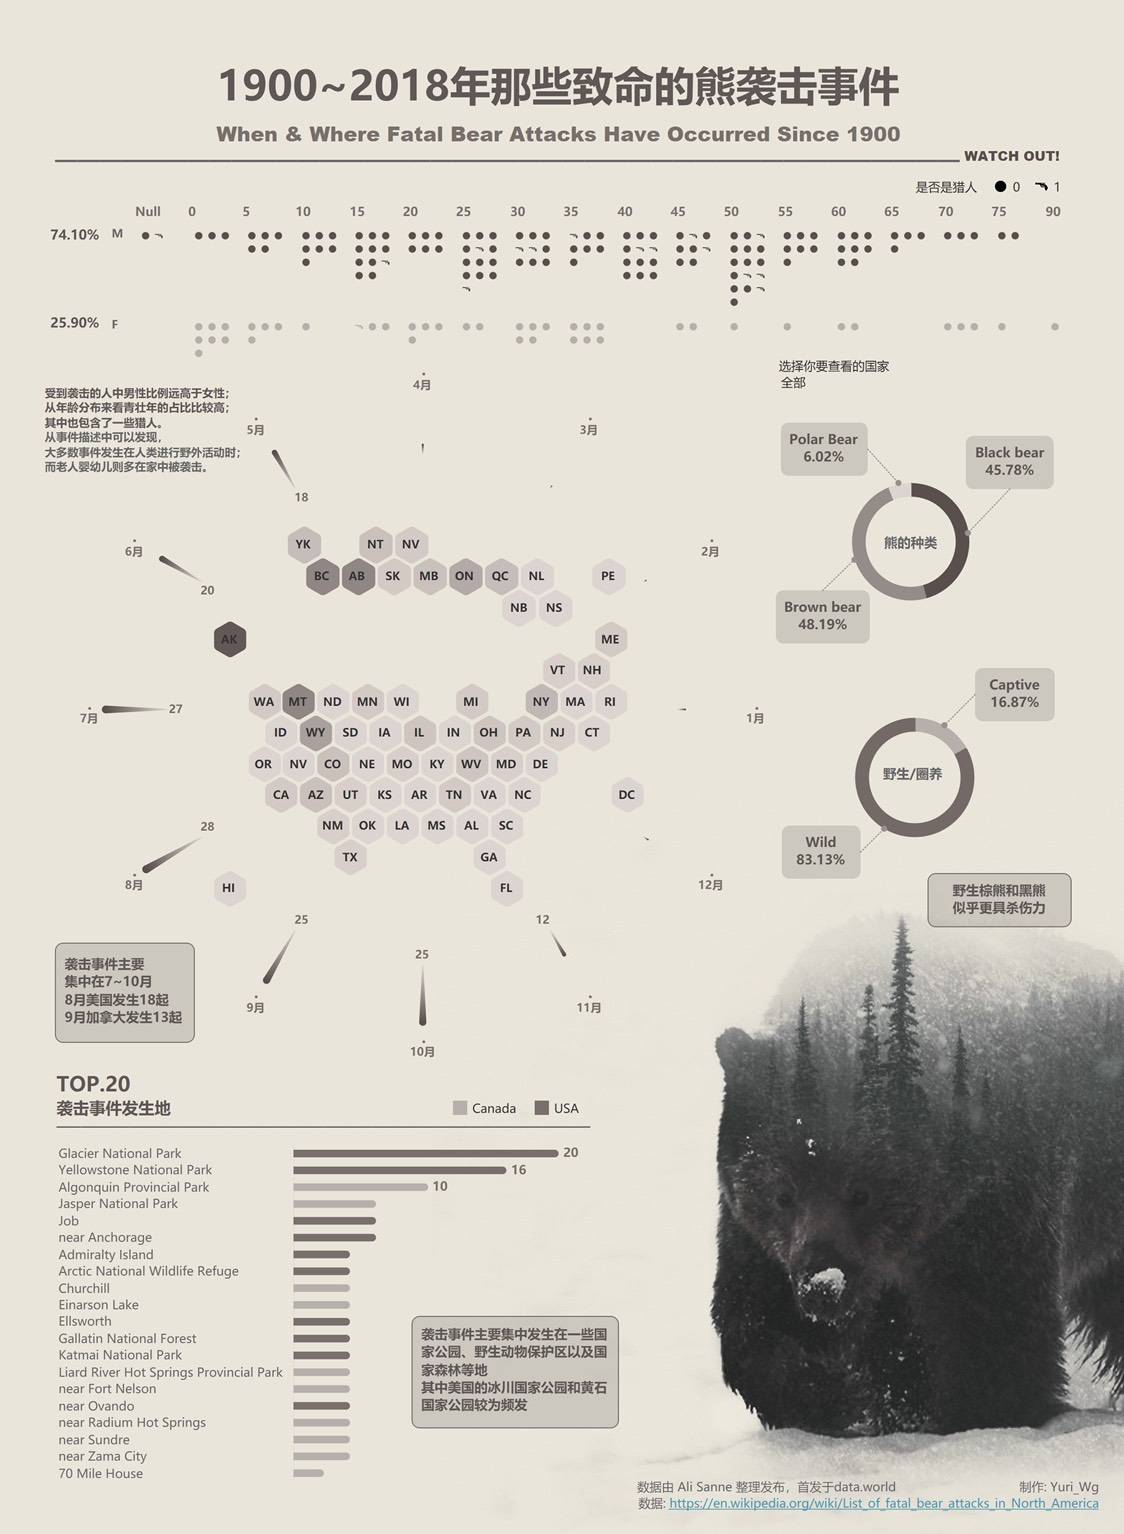 1900~2018年那些致命的熊袭击事件
When & Where Fatal Bear Attacks Have Occurred Since 1900
WATCH OUT!
是否是猎人 0 1
Null 0 5 10 15 20 25 30 35 40 45 50 55 60 65 70 75 90
74.10% M
25.90% F
受到袭击的人中男性比例远高于女性；
从年龄分布来看青壮年的占比比较高；
其中也包含了一些猎人。
从事件描述中可以发现，
大多数事件发生在人类进行野外活动时；
而老人婴幼儿则多在家中被袭击。
选择你要查看的国家
全部
4月
5月
3月
18
6月
2月
20
7月
27
1月
28
8月
12月
25
9月
25
10月
12
11月
YK NT NV
BC AB SK MB ON QC NL PE
NB NS
AK ME
VT NH
WA MT ND MN WI MI NY MA RI
ID WY SD IA IL IN OH PA NJ CT
OR NV CO NE MO KY WV MD DE
CA AZ UT KS AR TN VA NC DC
NM OK LA MS AL SC
TX GA
HI FL
Polar Bear
6.02%
Black bear
45.78%
熊的种类
Brown bear
48.19%
Captive
16.87%
野生/圈养
Wild
83.13%
野生棕熊和黑熊
似乎更具杀伤力
袭击事件主要
集中在7~10月
8月美国发生18起
9月加拿大发生13起
TOP.20
袭击事件发生地
Canada USA
Glacier National Park 20
Yellowstone National Park 16
Algonquin Provincial Park 10
Jasper National Park
Job
near Anchorage
Admiralty Island
Arctic National Wildlife Refuge
Churchill
Einarson Lake
Ellsworth
Gallatin National Forest
Katmai National Park
Liard River Hot Springs Provincial Park
near Fort Nelson
near Ovando
near Radium Hot Springs
near Sundre
near Zama City
70 Mile House
袭击事件主要集中发生在一些国
家公园、野生动物保护区以及国
家森林等地
其中美国的冰川国家公园和黄石
国家公园较为频发
数据由 Ali Sanne 整理发布，首发于data.world 制作: Yuri_Wg
数据: https://en.wikipedia.org/wiki/List_of_fatal_bear_attacks_in_North_America